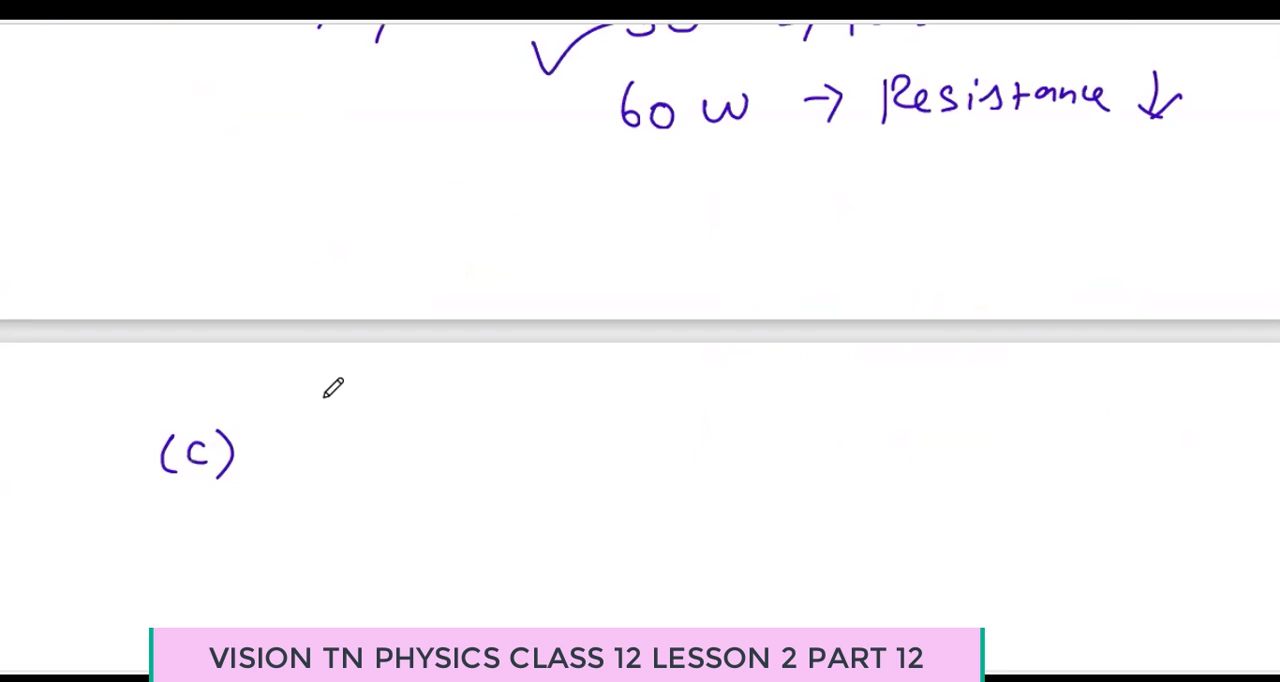 60 W → Resistance ↓
(C)
VISION TN PHYSICS CLASS 12 LESSON 2 PART 12